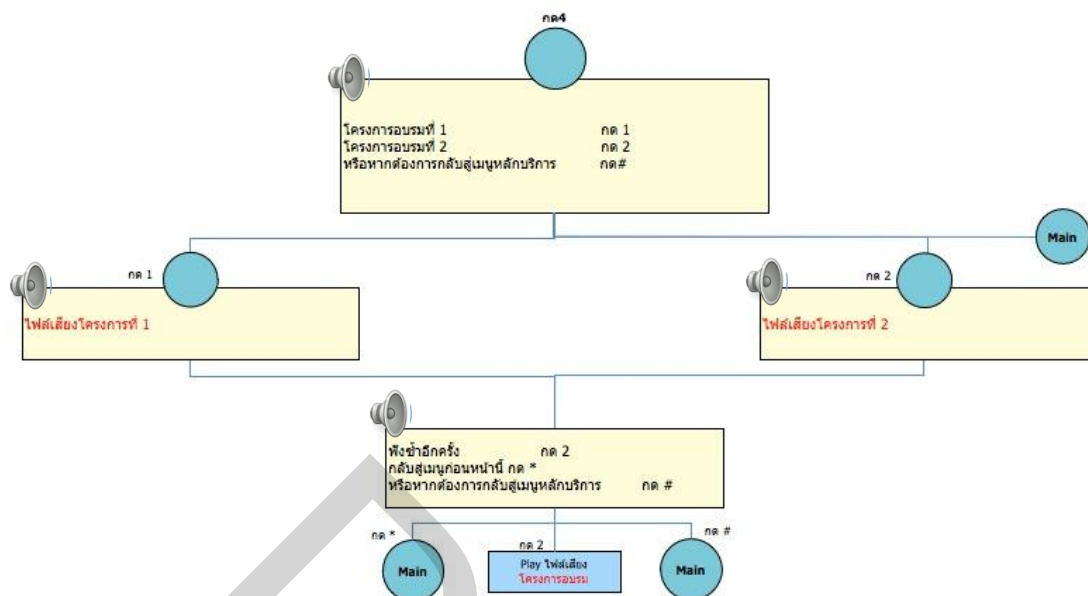 กด4
โครงการอบรมที่ 1 กด 1
โครงการอบรมที่ 2 กด 2
หรือหากต้องการกลับสู่เมนูหลักบริการ กด#
Main
กด 1
กด 2
ไฟล์เสียงโครงการที่ 1
ไฟล์เสียงโครงการที่ 2
ฟังซ้ำอีกครั้ง กด 2
กลับสู่เมนูก่อนหน้านี้ กด *
หรือหากต้องการกลับสู่เมนูหลักบริการ กด #
กด *
กด 2
กด #
Main
Play ไฟล์เสียง
โครงการอบรม
Main